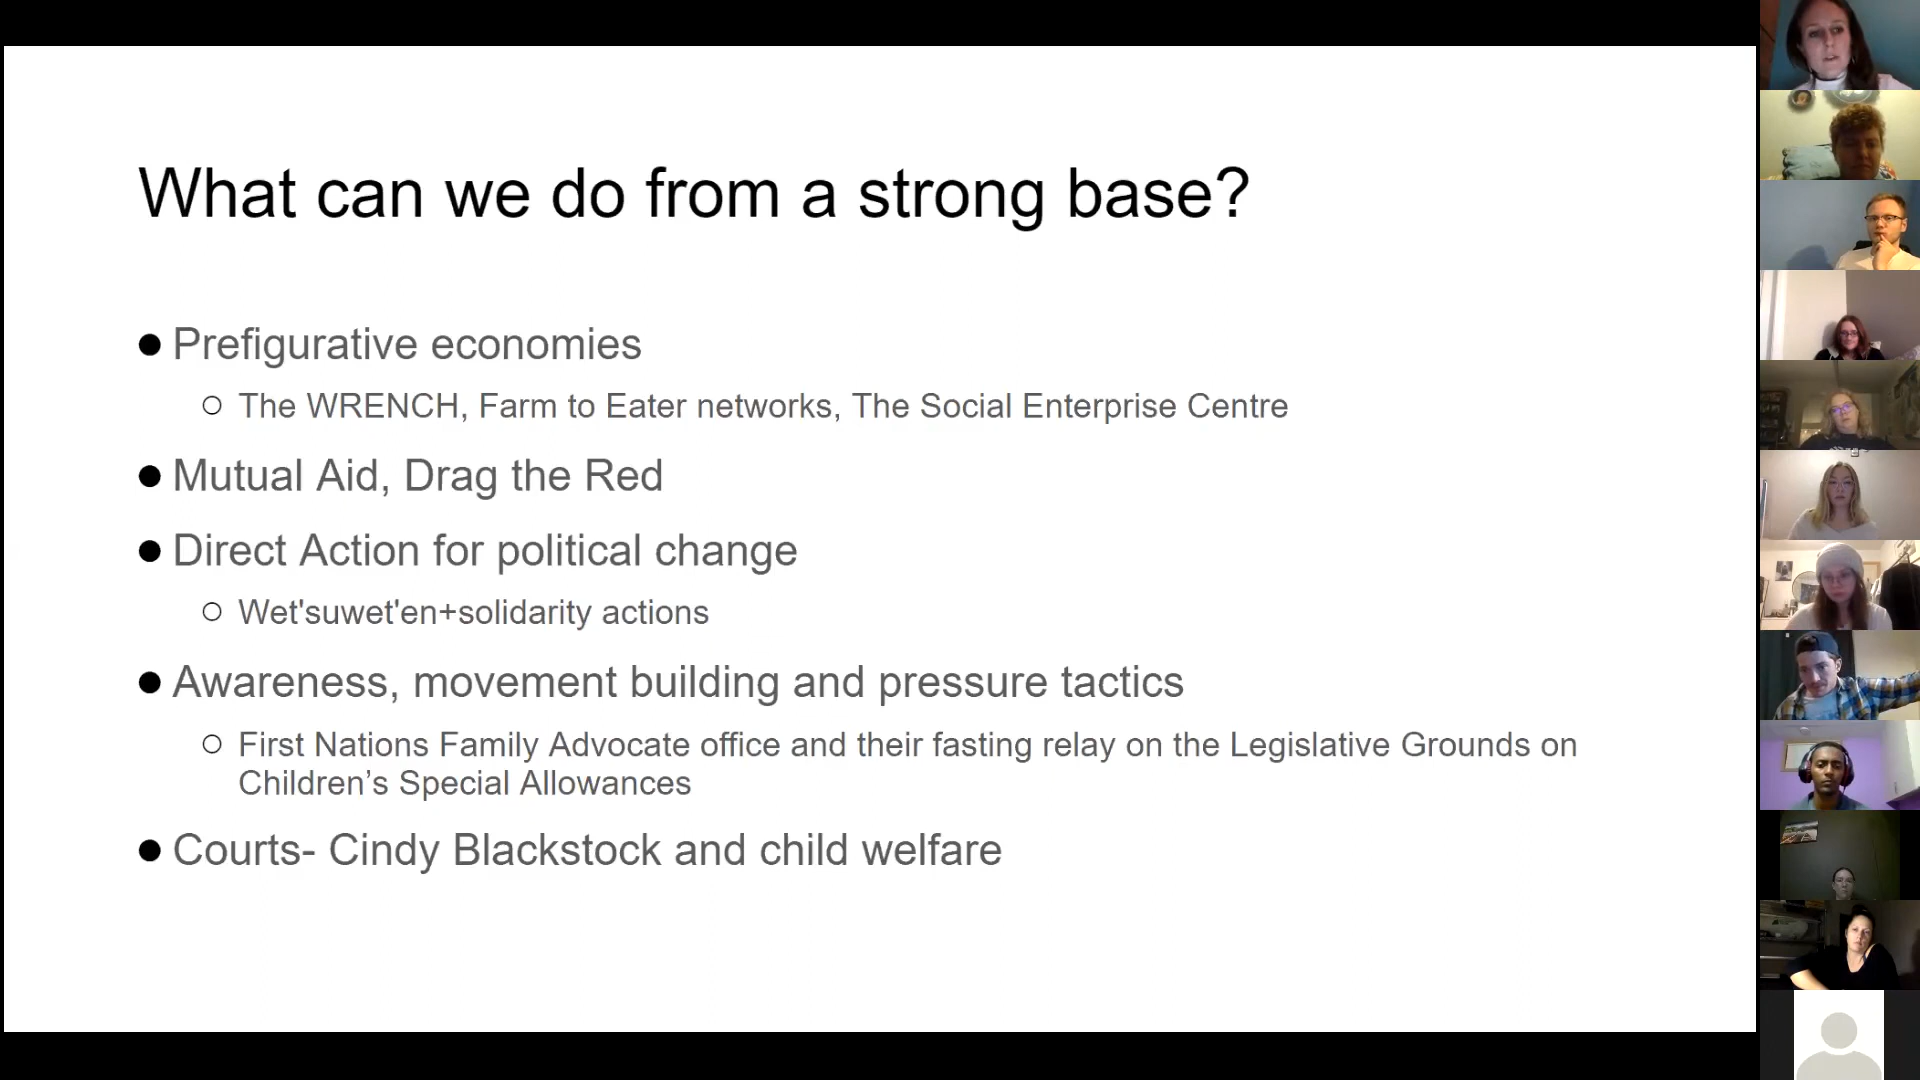 What can we do from a strong base?
● Prefigurative economies
○ The WRENCH, Farm to Eater networks, The Social Enterprise Centre
● Mutual Aid, Drag the Red
● Direct Action for political change
○ Wet'suwet'en+solidarity actions
● Awareness, movement building and pressure tactics
○ First Nations Family Advocate office and their fasting relay on the Legislative Grounds on
Children’s Special Allowances
● Courts- Cindy Blackstock and child welfare